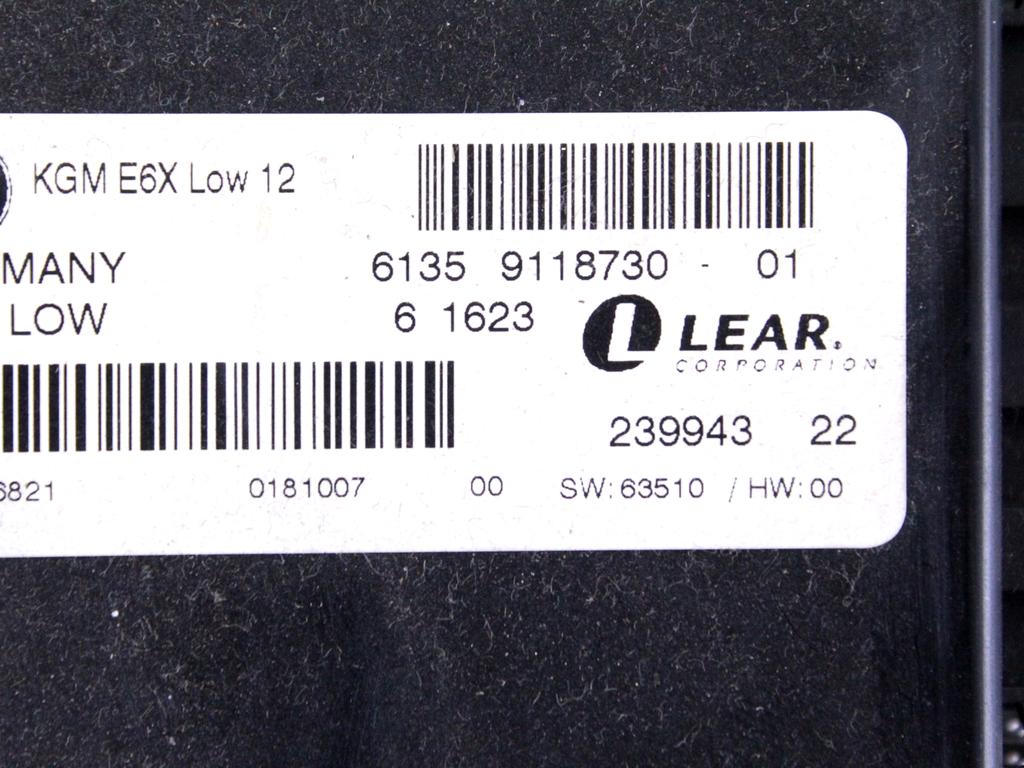 KGM E6X Low 12
MANY 6135 9118730 - 01
LOW 6 1623
LEAR.
CORPORATION
239943 22
6821 0181007 00 SW: 63510 / HW: 00